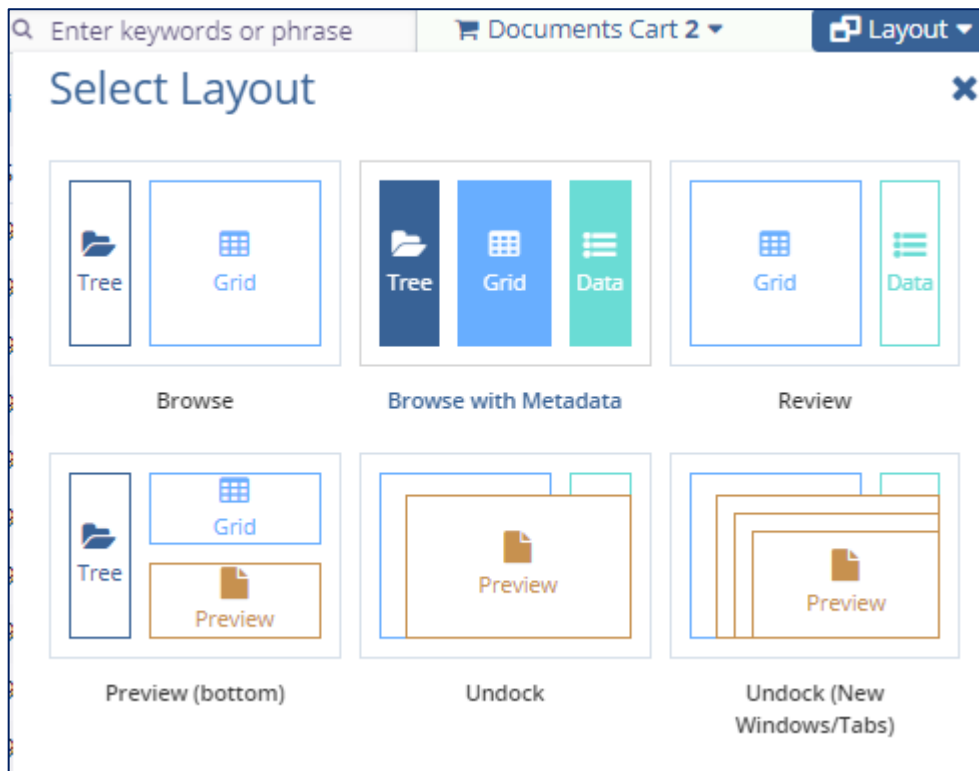 Enter keywords or phrase
Documents Cart 2
Layout
Select Layout
Tree
Grid
Tree
Grid
Data
Grid
Data
Browse
Browse with Metadata
Review
Tree
Grid
Preview
Preview
Preview
Preview (bottom)
Undock
Undock (New
Windows/Tabs)